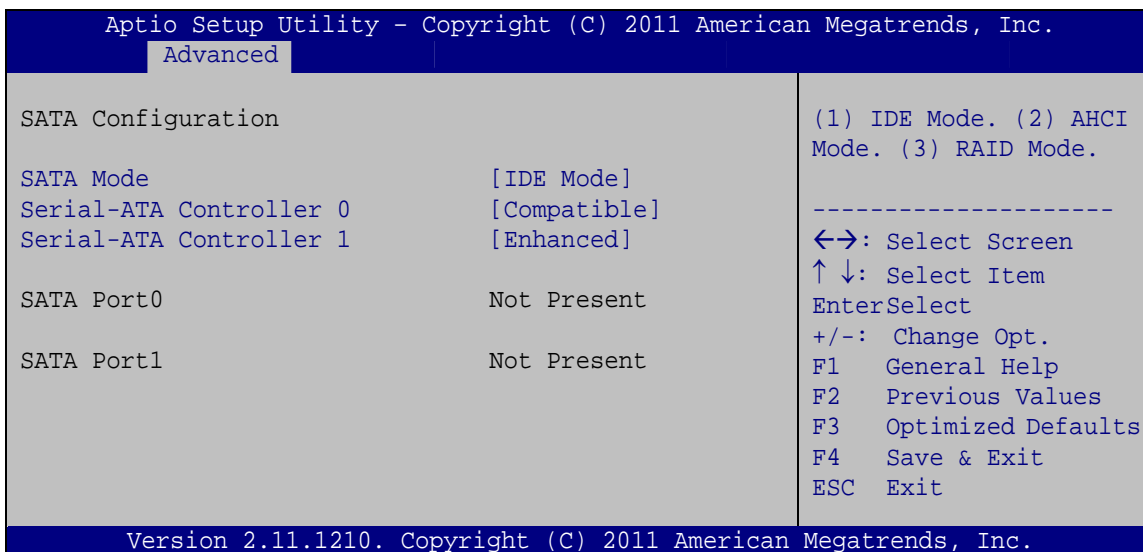 Aptio Setup Utility – Copyright (C) 2011 American Megatrends, Inc.
Advanced
SATA Configuration
SATA Mode [IDE Mode]
Serial-ATA Controller 0 [Compatible]
Serial-ATA Controller 1 [Enhanced]
SATA Port0 Not Present
SATA Port1 Not Present
(1) IDE Mode. (2) AHCI
Mode. (3) RAID Mode.
---------------------
←→: Select Screen
↑ ↓: Select Item
EnterSelect
+/-: Change Opt.
F1 General Help
F2 Previous Values
F3 Optimized Defaults
F4 Save & Exit
ESC Exit
Version 2.11.1210. Copyright (C) 2011 American Megatrends, Inc.